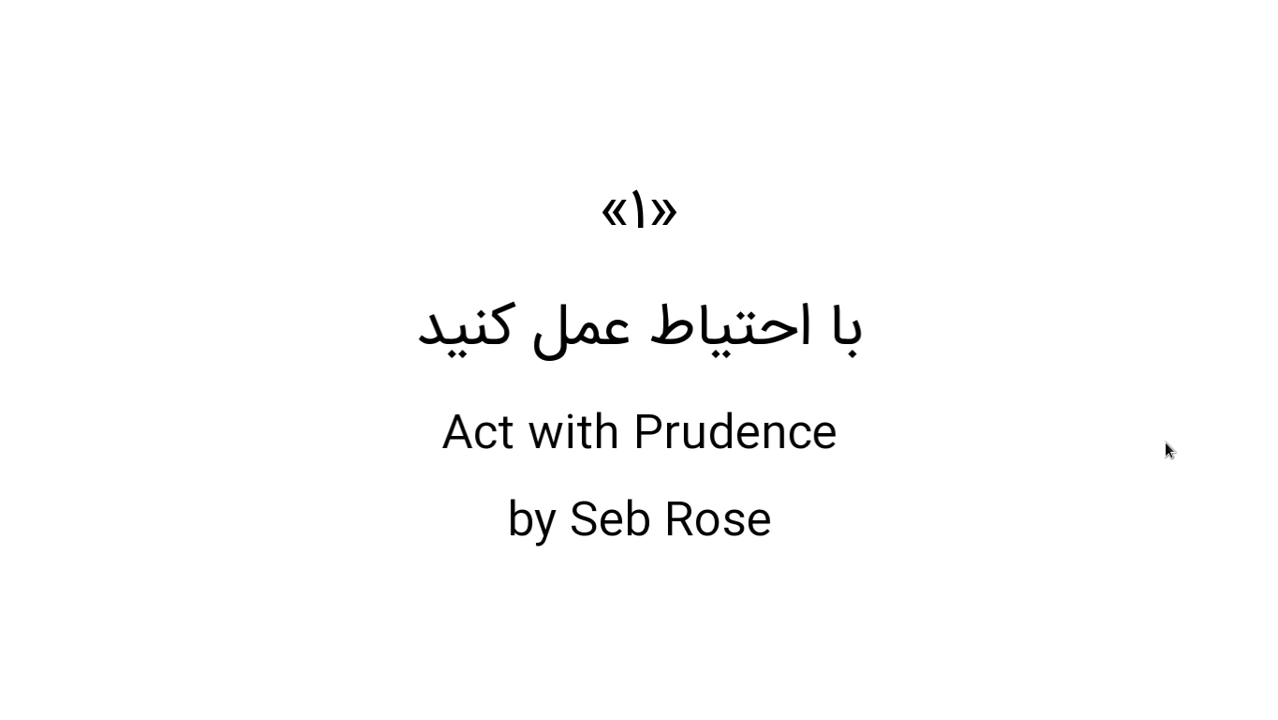 «۱»
با احتیاط عمل کنید
Act with Prudence
by Seb Rose